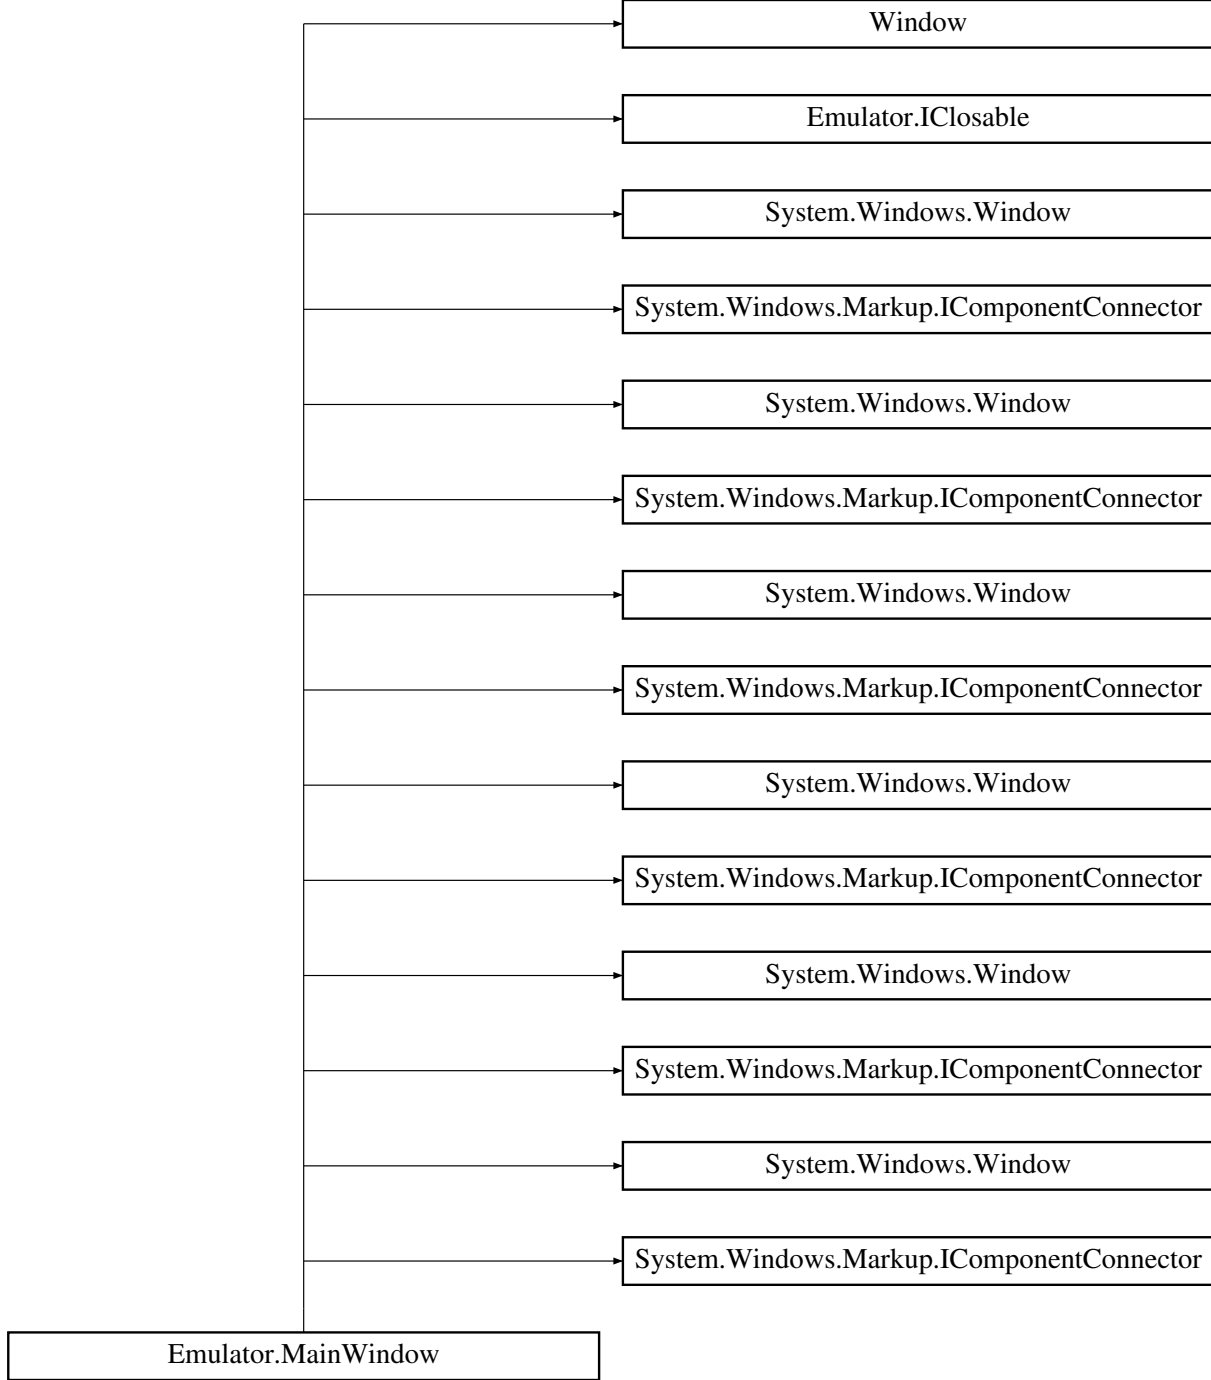 Window
Emulator.IClosable
System.Windows.Window
System.Windows.Markup.IComponentConnector
System.Windows.Window
System.Windows.Markup.IComponentConnector
System.Windows.Window
System.Windows.Markup.IComponentConnector
System.Windows.Window
System.Windows.Markup.IComponentConnector
System.Windows.Window
System.Windows.Markup.IComponentConnector
System.Windows.Window
System.Windows.Markup.IComponentConnector
Emulator.MainWindow